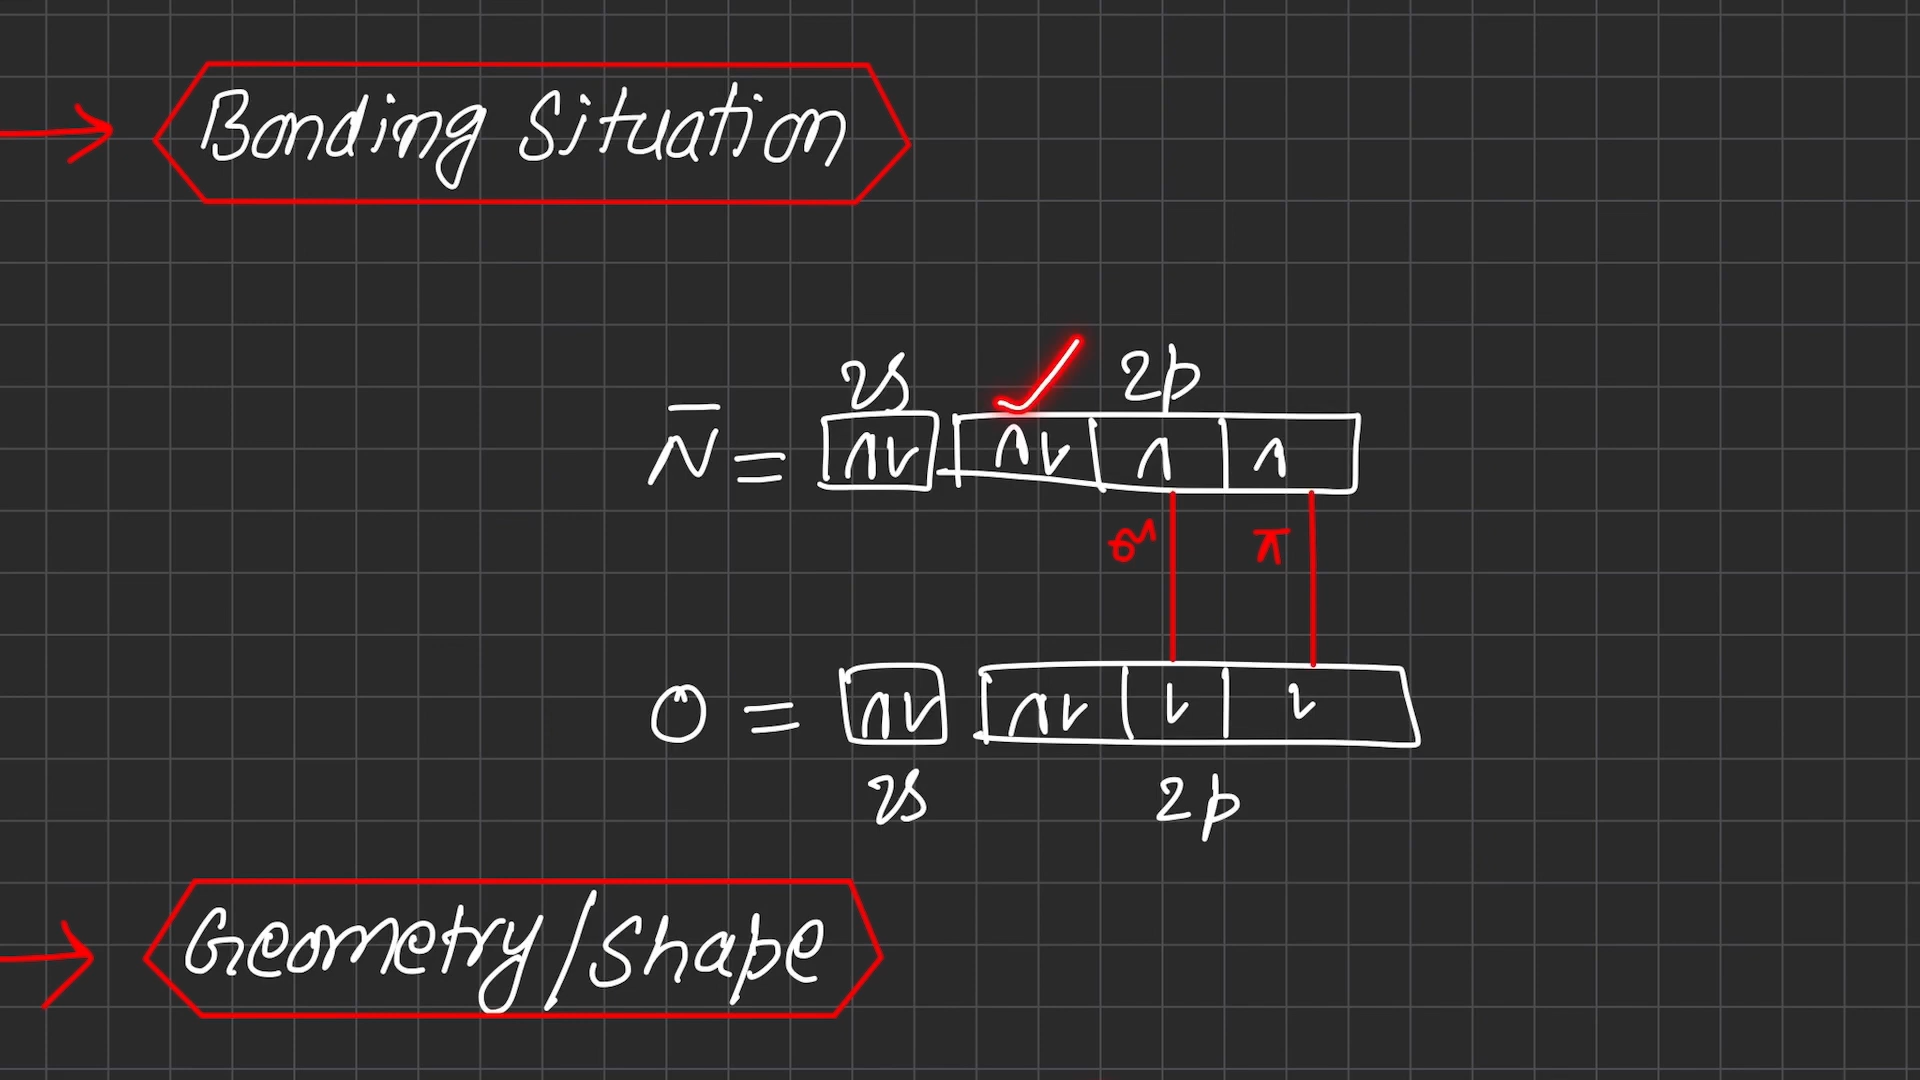 Bonding Situation
2s 2p
N̅ = ↿⇂ ↿⇂ ↿ ↿
σ π
O = ↿⇂ ↿⇂ ⇂ ⇂
2s 2p
Geometry/Shape